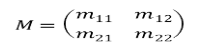 M = (m₁₁ m₁₂
m₂₁ m₂₂)